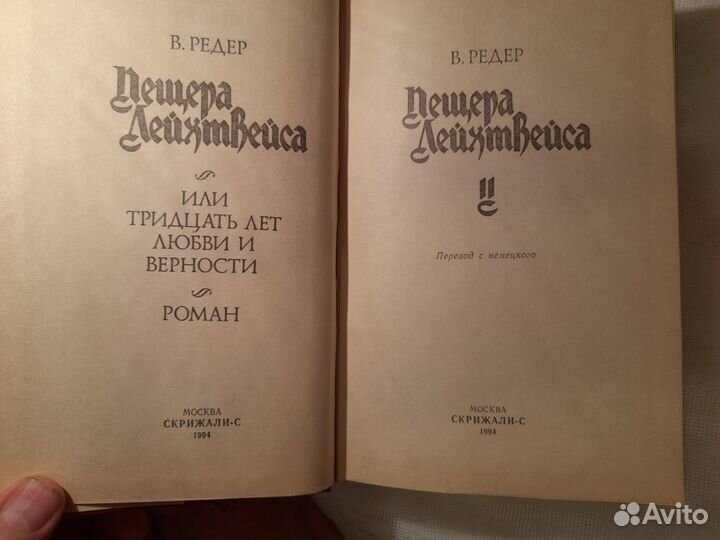 В. РЕДЕР
Пещера
Лейхтвейса
ИЛИ
ТРИДЦАТЬ ЛЕТ
ЛЮБВИ И
ВЕРНОСТИ
РОМАН
МОСКВА
СКРИЖАЛИ-С
1994
В. РЕДЕР
Пещера
Лейхтвейса
II
Перевод с немецкого
МОСКВА
СКРИЖАЛИ-С
1994
Avito